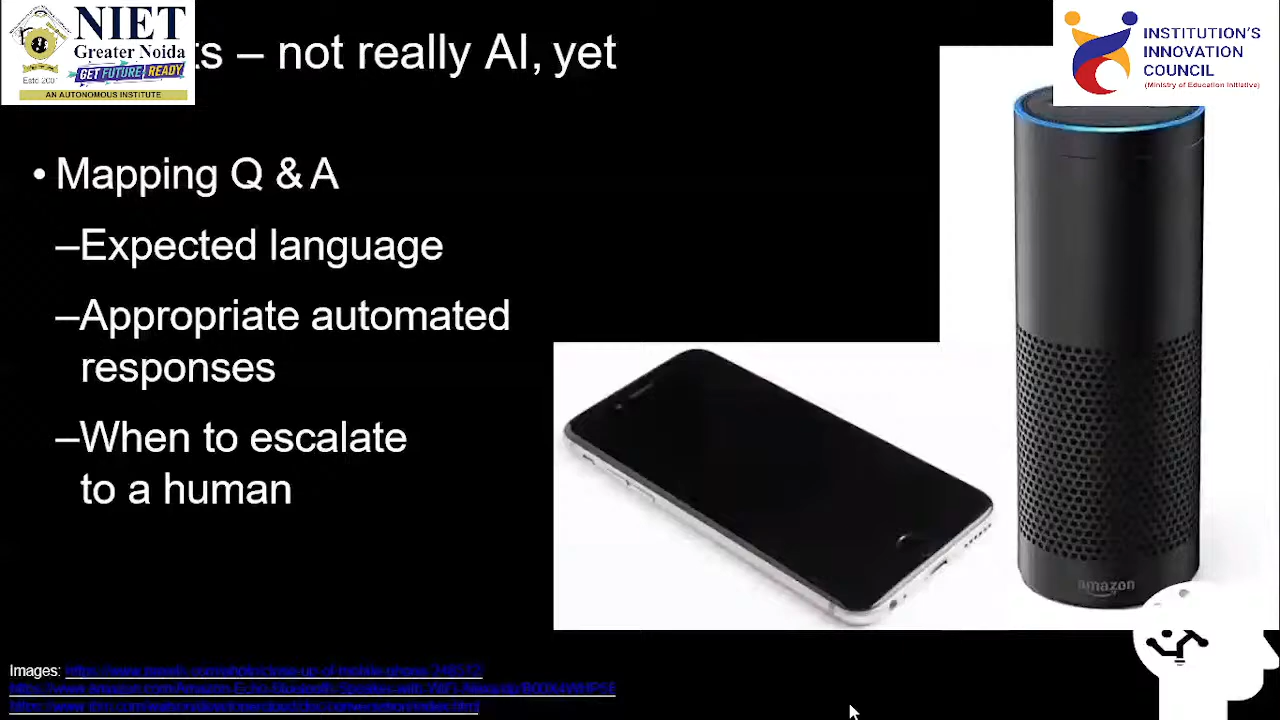 NIET
Greater Noida
GET FUTURE READY
AN AUTONOMOUS INSTITUTE
ts – not really AI, yet
INSTITUTION'S
INNOVATION
COUNCIL
(Ministry of Education Initiative)
• Mapping Q & A
–Expected language
–Appropriate automated
responses
–When to escalate
to a human
amazon
Images: